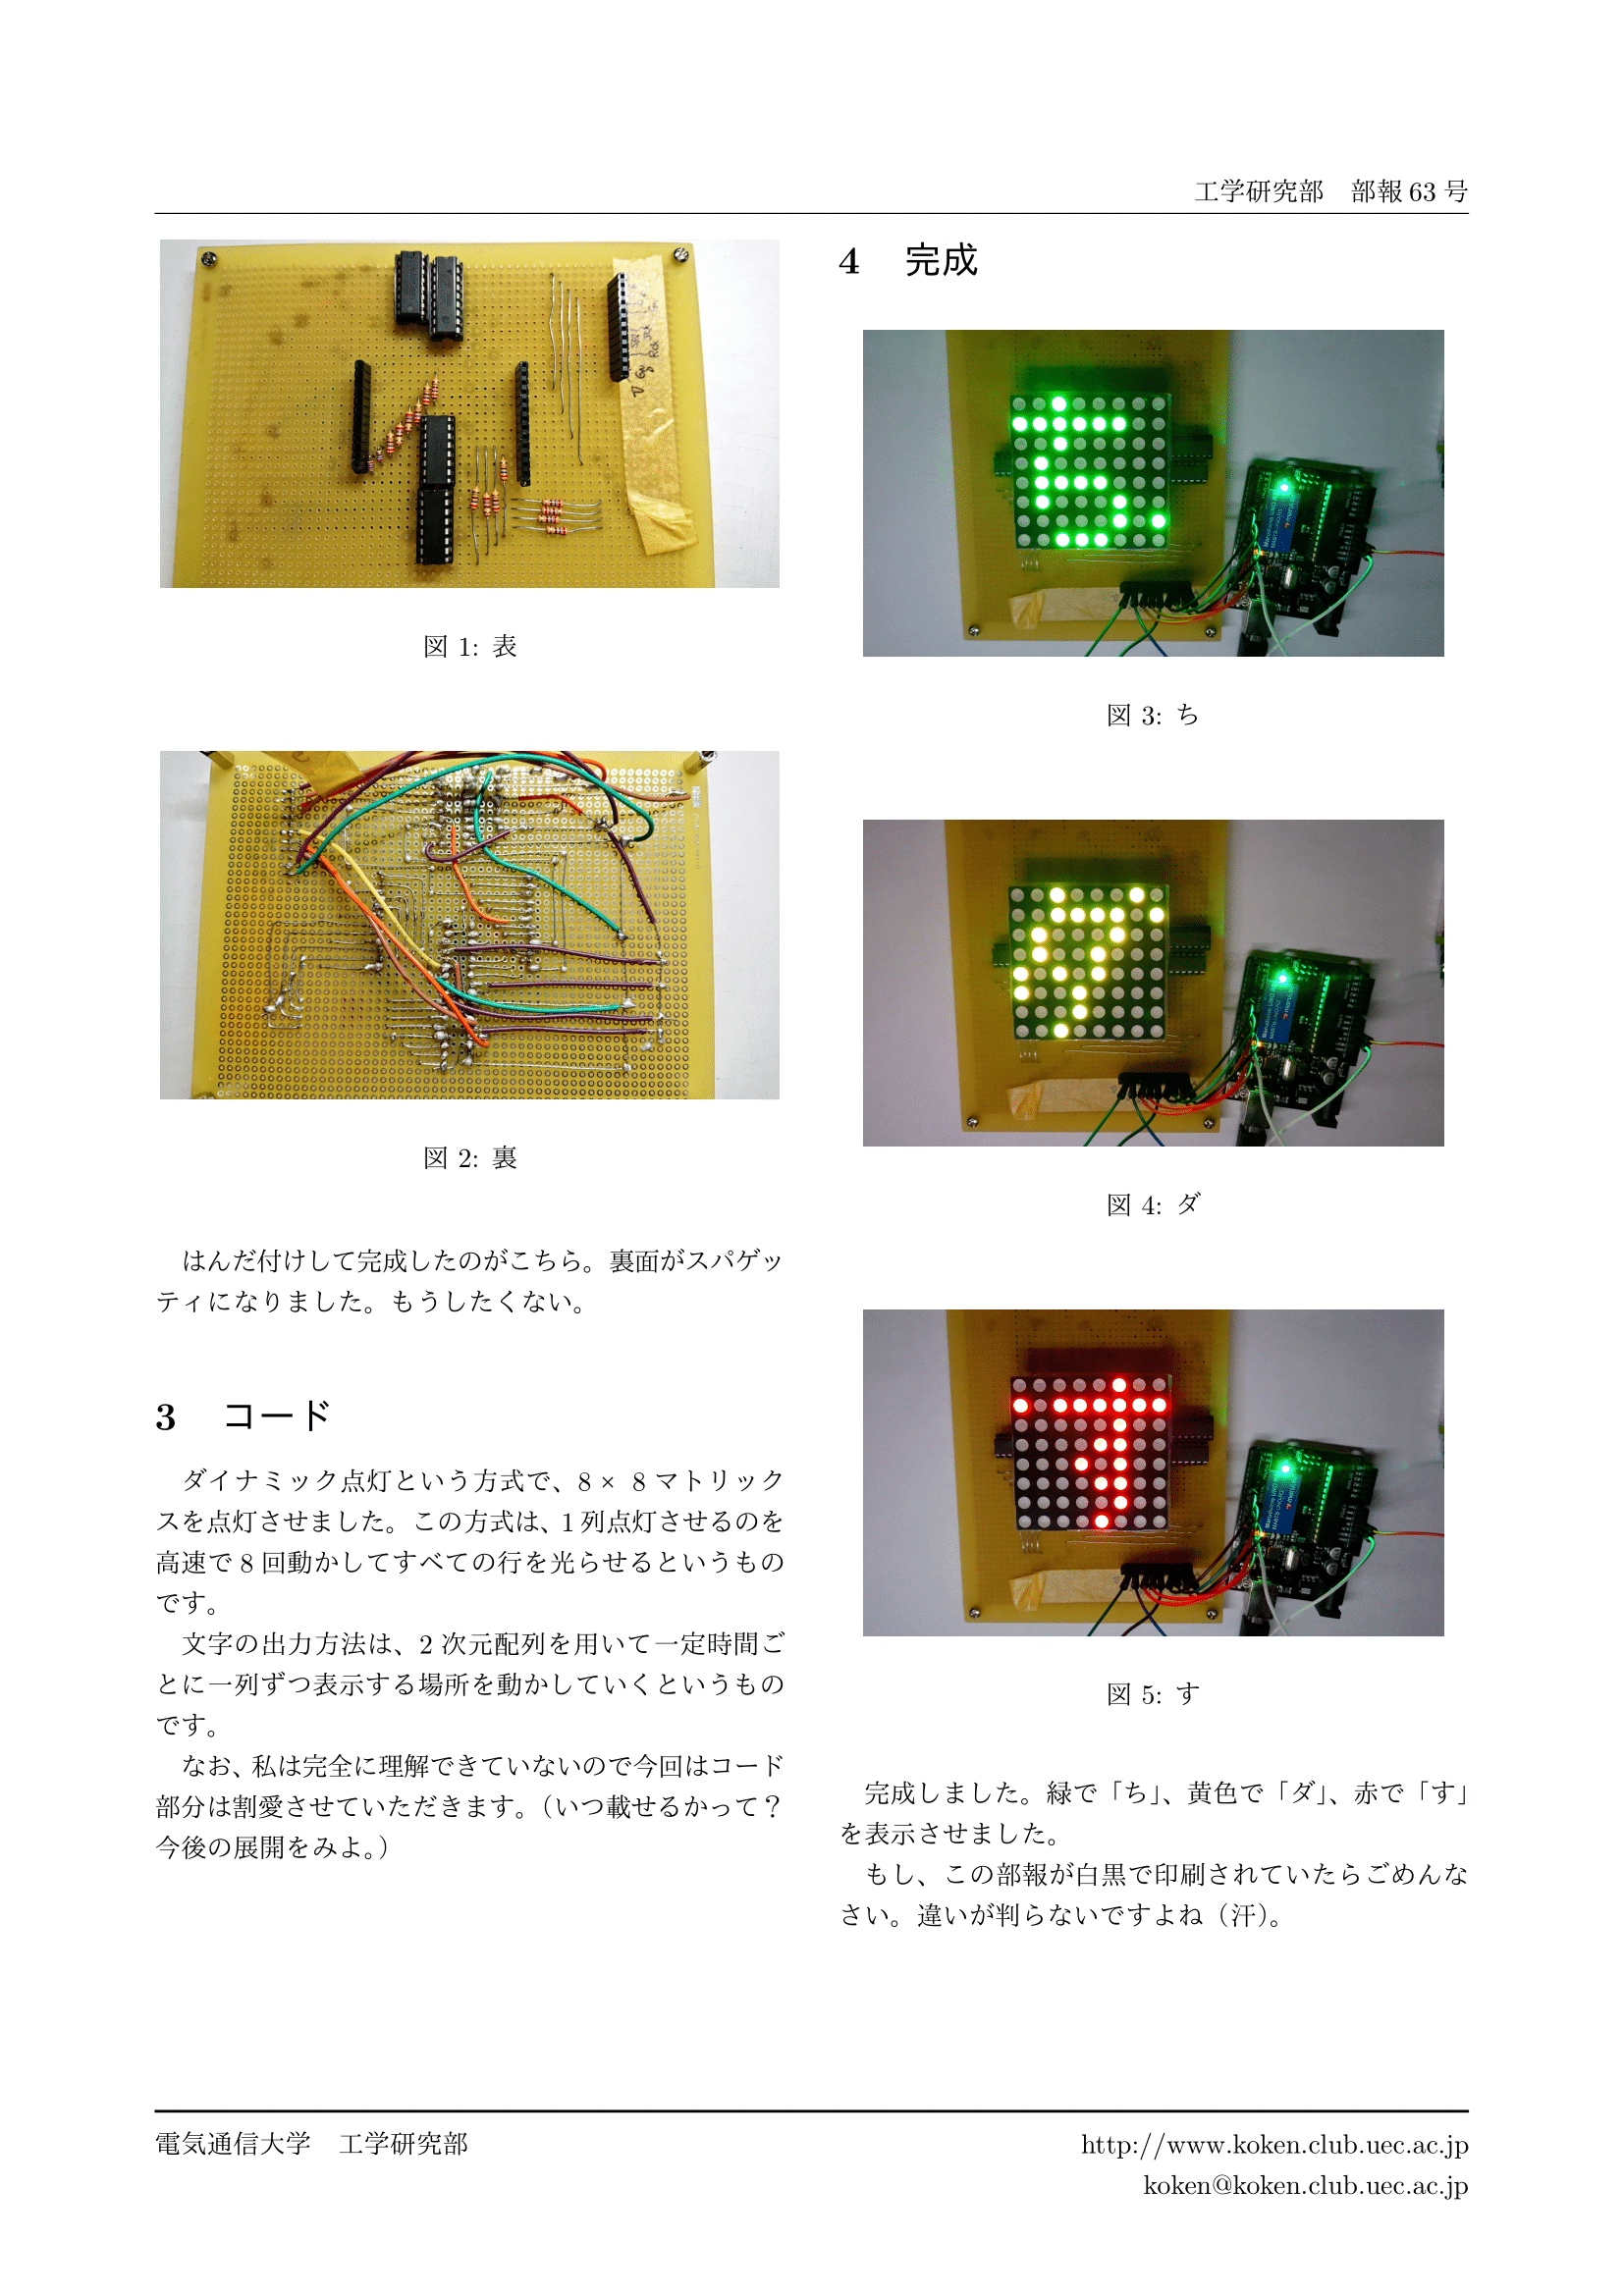 工学研究部　部報 63 号
図 1: 表
図 2: 裏
はんだ付けして完成したのがこちら。裏面がスパゲッ
ティになりました。もうしたくない。
3　コード
ダイナミック点灯という方式で、8 × 8 マトリック
スを点灯させました。この方式は、1 列点灯させるのを
高速で 8 回動かしてすべての行を光らせるというもの
です。
文字の出力方法は、2 次元配列を用いて一定時間ご
とに一列ずつ表示する場所を動かしていくというもの
です。
なお、私は完全に理解できていないので今回はコード
部分は割愛させていただきます。（いつ載せるかって？
今後の展開をみよ。）
4　完成
ち
図 3: ち
ダ
図 4: ダ
す
図 5: す
完成しました。緑で「ち」、黄色で「ダ」、赤で「す」
を表示させました。
もし、この部報が白黒で印刷されていたらごめんな
さい。違いが判らないですよね（汗）。
電気通信大学　工学研究部
http://www.koken.club.uec.ac.jp
koken@koken.club.uec.ac.jp